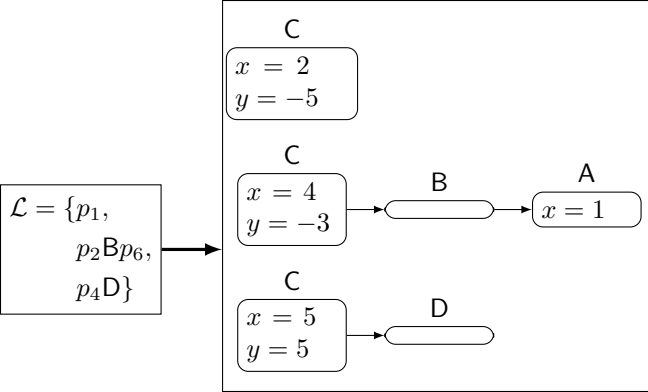 C
x = 2
y = −5
C
x = 4
y = −3
B
A
x = 1
ℒ = {p₁,
p₂Bp₆,
p₄D}
C
x = 5
y = 5
D